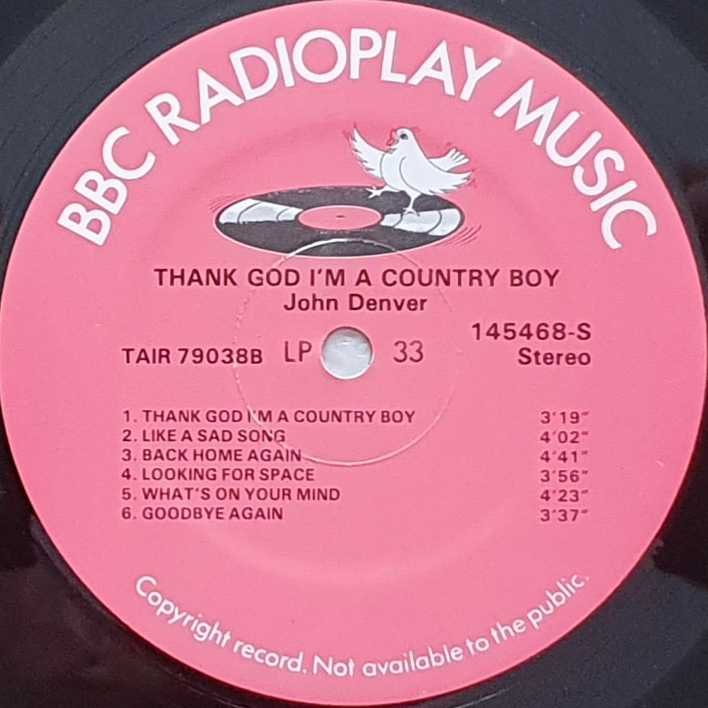 BBC RADIOPLAY MUSIC
THANK GOD I'M A COUNTRY BOY
John Denver
145468-S
TAIR 79038B LP 33 Stereo
1. THANK GOD I'M A COUNTRY BOY 3'19"
2. LIKE A SAD SONG 4'02"
3. BACK HOME AGAIN 4'41"
4. LOOKING FOR SPACE 3'56"
5. WHAT'S ON YOUR MIND 4'23"
6. GOODBYE AGAIN 3'37"
Copyright record. Not available to the public.